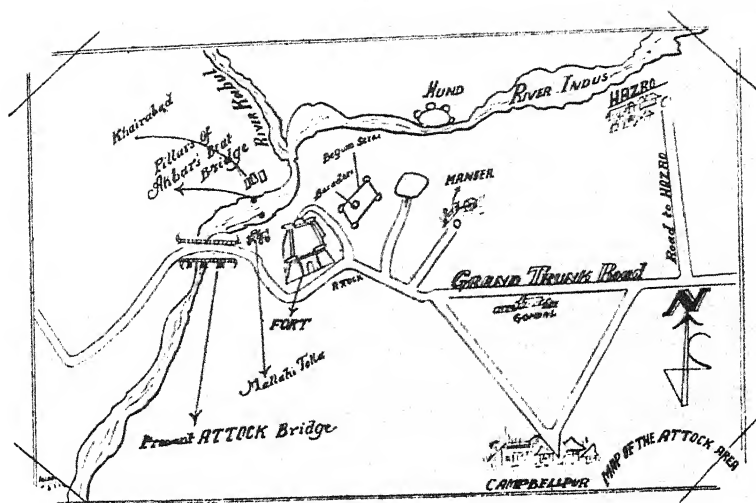 River Kabul
HUND
RIVER INDUS
HAZRO
Khairabad
Pillars of
Akbar's Boat
Bridge
Begum Sarai
Baradari
MANSER
Road to HAZRO
ATTOCK
GRAND TRUNK Road
GONDAL
N
FORT
Mallahi Tolla
Present ATTOCK Bridge
CAMPBELLPUR
MAP OF THE ATTOCK AREA